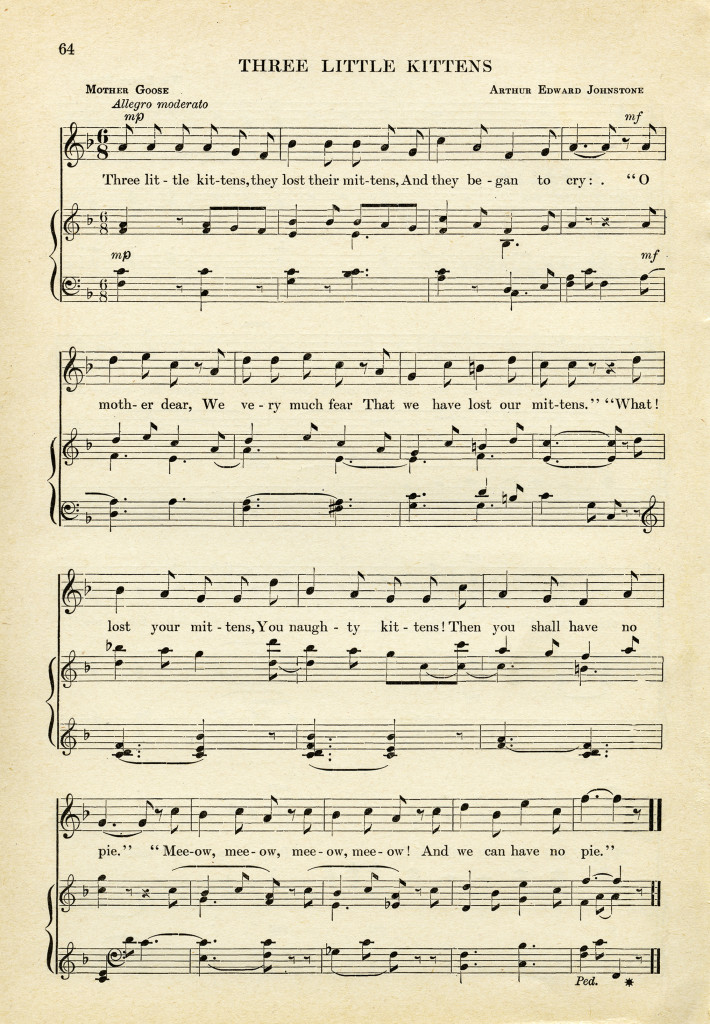 64
THREE LITTLE KITTENS
Mother Goose
Arthur Edward Johnstone
Allegro moderato
mp mf
Three lit - tle kit-tens, they lost their mit-tens, And they be - gan to cry: . “O
mp mf
moth- er dear, We ve - ry much fear That we have lost our mit-tens.” “What!
lost your mit - tens, You naugh - ty kit - tens! Then you shall have no
pie.” “Mee-ow, mee-ow, mee-ow, mee-ow! And we can have no pie.”
Ped. *